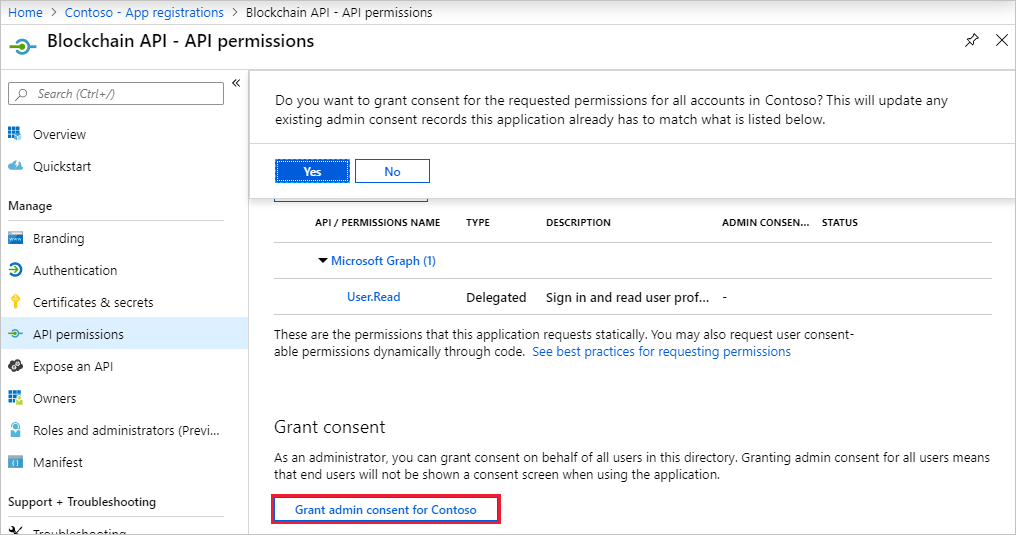 Home > Contoso - App registrations > Blockchain API - API permissions
Blockchain API - API permissions
Search (Ctrl+/)
«
Overview
Quickstart
Manage
Branding
Authentication
Certificates & secrets
API permissions
Expose an API
Owners
Roles and administrators (Previ...
Manifest
Support + Troubleshooting
Troubleshooting
Do you want to grant consent for the requested permissions for all accounts in Contoso? This will update any
existing admin consent records this application already has to match what is listed below.
Yes No
API / PERMISSIONS NAME TYPE DESCRIPTION ADMIN CONSEN... STATUS
Microsoft Graph (1)
User.Read Delegated Sign in and read user prof... -
These are the permissions that this application requests statically. You may also request user consent-
able permissions dynamically through code. See best practices for requesting permissions
Grant consent
As an administrator, you can grant consent on behalf of all users in this directory. Granting admin consent for all users means
that end users will not be shown a consent screen when using the application.
Grant admin consent for Contoso